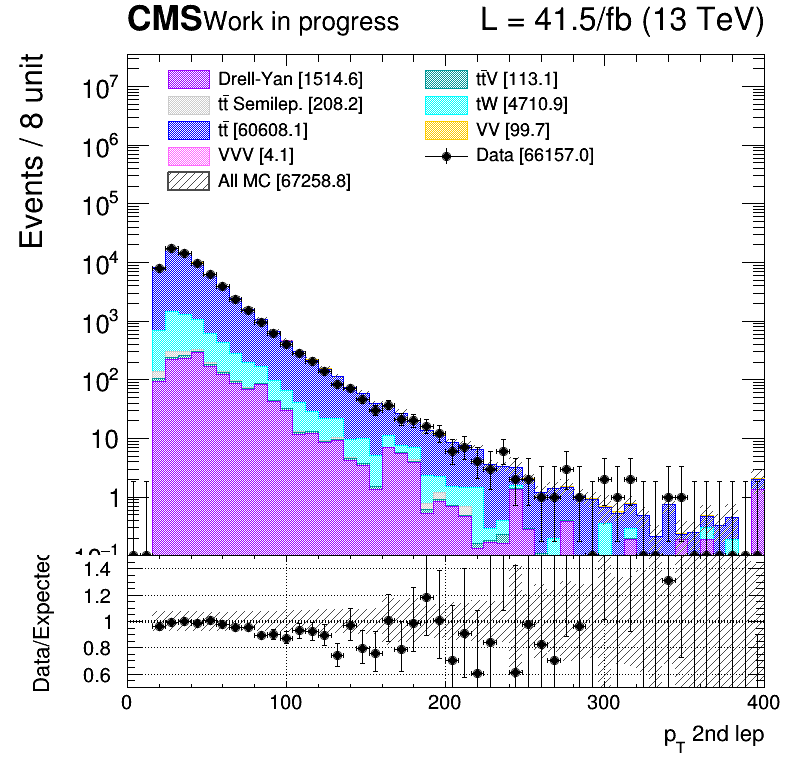 CMS Work in progress L = 41.5/fb (13 TeV)
Events / 8 unit
Drell-Yan [1514.6]
tt̄ Semilep. [208.2]
tt̄ [60608.1]
VVV [4.1]
All MC [67258.8]
tt̄V [113.1]
tW [4710.9]
VV [99.7]
Data [66157.0]
10⁷
10⁶
10⁵
10⁴
10³
10²
10
1
10⁻¹
Data/Expected
1.4
1.2
1
0.8
0.6
0 100 200 300 400
p_T 2nd lep